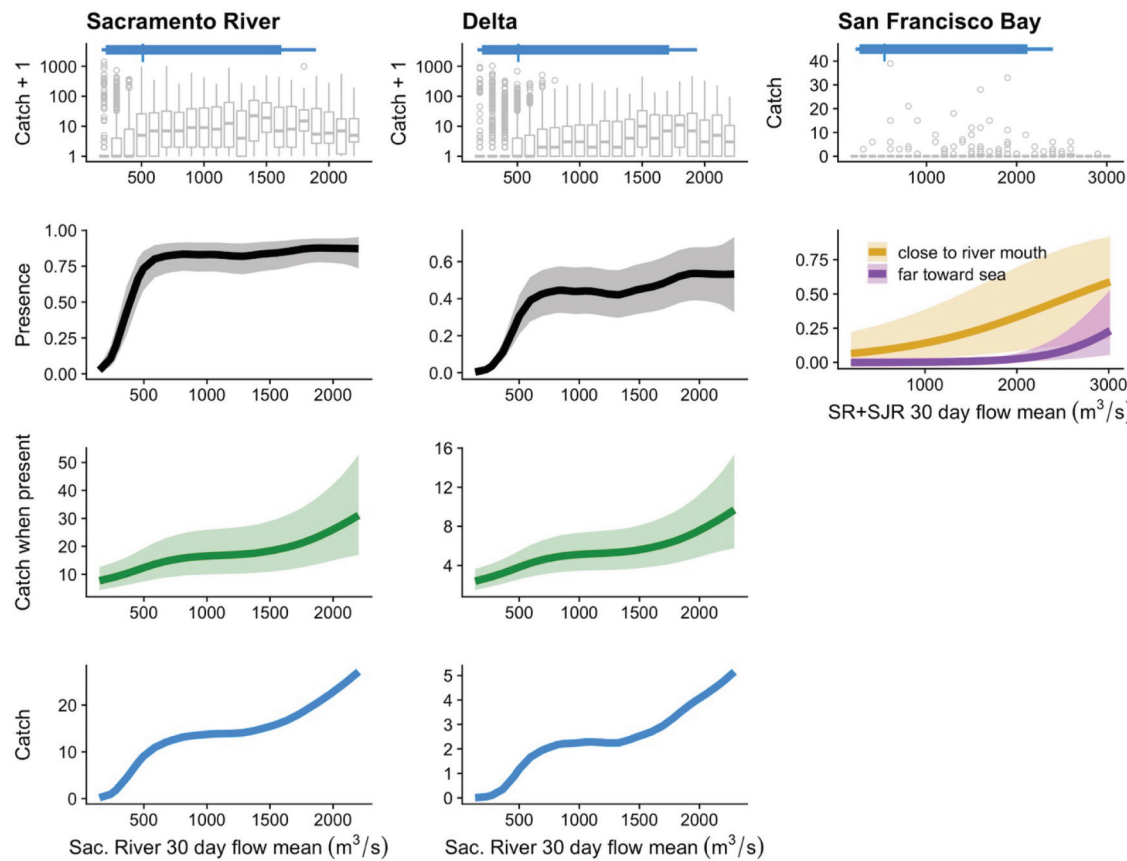 Sacramento River
Delta
San Francisco Bay
Catch + 1
1000
100
10
1
500 1000 1500 2000
Catch + 1
1000
100
10
1
500 1000 1500 2000
Catch
40
30
20
10
0
1000 2000 3000
Presence
1.00
0.75
0.50
0.25
0.00
500 1000 1500 2000
0.6
0.4
0.2
0.0
500 1000 1500 2000
0.75
0.50
0.25
0.00
close to river mouth
far toward sea
1000 2000 3000
SR+SJR 30 day flow mean (m³/s)
Catch when present
50
40
30
20
10
500 1000 1500 2000
16
12
8
4
500 1000 1500 2000
Catch
20
10
0
500 1000 1500 2000
Sac. River 30 day flow mean (m³/s)
5
4
3
2
1
0
500 1000 1500 2000
Sac. River 30 day flow mean (m³/s)